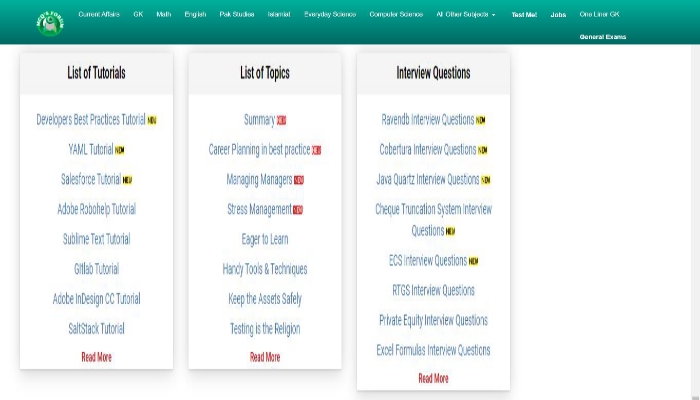 Current Affairs GK Math English Pak Studies Islamiat Everyday Science Computer Science All Other Subjects Test Me! Jobs One Liner GK
General Exams
List of Tutorials
Developers Best Practices Tutorial NEW
YAML Tutorial NEW
Salesforce Tutorial NEW
Adobe Robohelp Tutorial
Sublime Text Tutorial
Gitlab Tutorial
Adobe InDesign CC Tutorial
SaltStack Tutorial
Read More
List of Topics
Summary
Career Planning in best practice
Managing Managers NEW
Stress Management NEW
Eager to Learn
Handy Tools & Techniques
Keep the Assets Safely
Testing is the Religion
Read More
Interview Questions
Ravendb Interview Questions NEW
Cobertura Interview Questions NEW
Java Quartz Interview Questions NEW
Cheque Truncation System Interview
Questions NEW
ECS Interview Questions NEW
RTGS Interview Questions
Private Equity Interview Questions
Excel Formulas Interview Questions
Read More